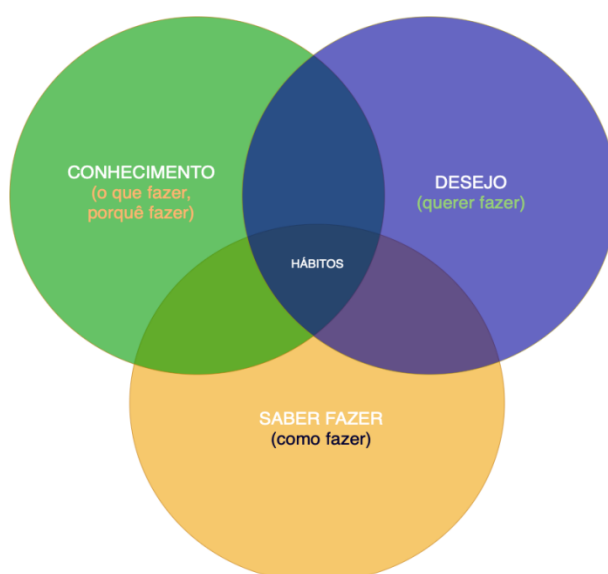 CONHECIMENTO
(o que fazer,
porquê fazer)
DESEJO
(querer fazer)
HÁBITOS
SABER FAZER
(como fazer)